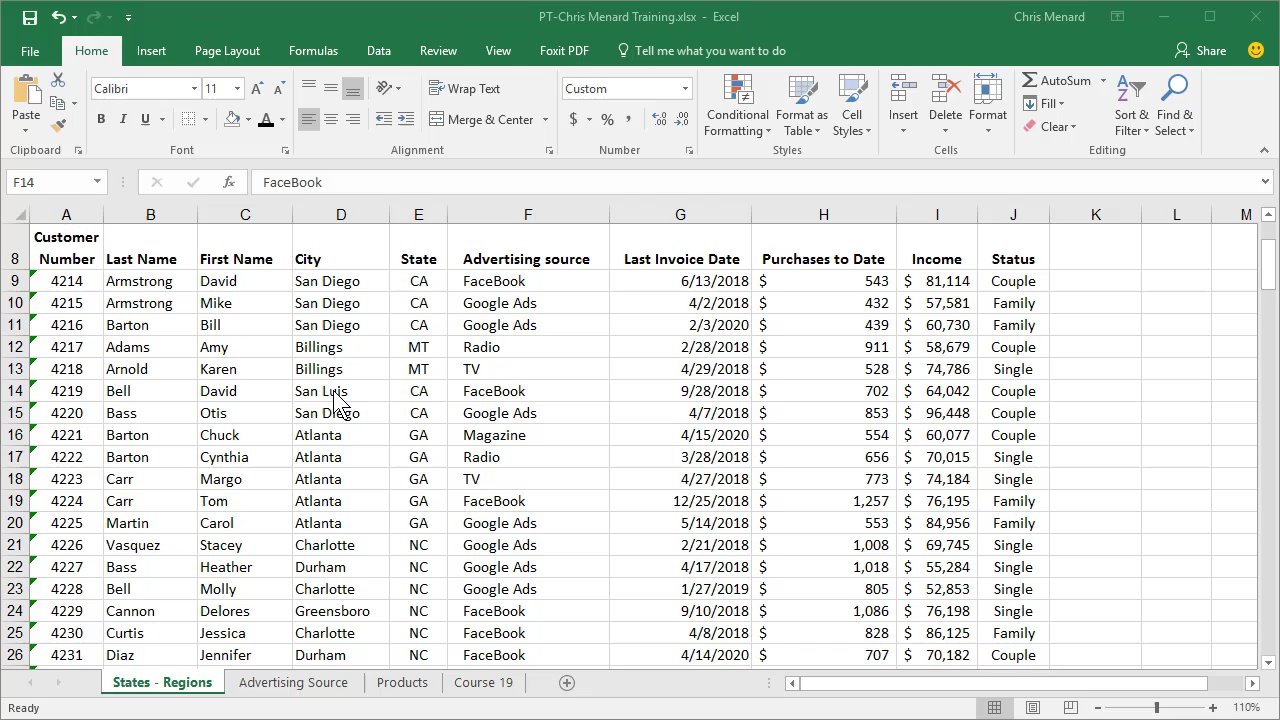 PT-Chris Menard Training.xlsx - Excel
Chris Menard
File Home Insert Page Layout Formulas Data Review View Foxit PDF Tell me what you want to do Share
Paste
Clipboard
Calibri 11
B I U A
Font
Wrap Text
Merge & Center
Alignment
Custom
$ % ,
Number
Conditional Formatting
Format as Table
Cell Styles
Styles
Insert Delete Format
Cells
AutoSum
Fill
Clear
Sort & Filter
Find & Select
Editing
F14 fx FaceBook
A B C D E F G H I J K L M
8 Customer Number Last Name First Name City State Advertising source Last Invoice Date Purchases to Date Income Status
9 4214 Armstrong David San Diego CA FaceBook 6/13/2018 $ 543 $ 81,114 Couple
10 4215 Armstrong Mike San Diego CA Google Ads 4/2/2018 $ 432 $ 57,581 Family
11 4216 Barton Bill San Diego CA Google Ads 2/3/2020 $ 439 $ 60,730 Family
12 4217 Adams Amy Billings MT Radio 2/28/2018 $ 911 $ 58,679 Couple
13 4218 Arnold Karen Billings MT TV 4/29/2018 $ 528 $ 74,786 Single
14 4219 Bell David San Luis CA FaceBook 9/28/2018 $ 702 $ 64,042 Couple
15 4220 Bass Otis San Diego CA Google Ads 4/7/2018 $ 853 $ 96,448 Couple
16 4221 Barton Chuck Atlanta GA Magazine 4/15/2020 $ 554 $ 60,077 Couple
17 4222 Barton Cynthia Atlanta GA Radio 3/28/2018 $ 656 $ 70,015 Single
18 4223 Carr Margo Atlanta GA TV 4/27/2018 $ 773 $ 74,184 Single
19 4224 Carr Tom Atlanta GA FaceBook 12/25/2018 $ 1,257 $ 76,195 Family
20 4225 Martin Carol Atlanta GA Google Ads 5/14/2018 $ 553 $ 84,956 Family
21 4226 Vasquez Stacey Charlotte NC Google Ads 2/21/2018 $ 1,008 $ 69,745 Single
22 4227 Bass Heather Durham NC Google Ads 4/17/2018 $ 1,018 $ 55,284 Single
23 4228 Bell Molly Charlotte NC Google Ads 1/27/2019 $ 805 $ 52,853 Single
24 4229 Cannon Delores Greensboro NC FaceBook 9/10/2018 $ 1,086 $ 76,198 Single
25 4230 Curtis Jessica Charlotte NC FaceBook 4/8/2018 $ 828 $ 86,125 Family
26 4231 Diaz Jennifer Durham NC FaceBook 4/14/2020 $ 707 $ 70,182 Couple
States - Regions Advertising Source Products Course 19
Ready 110%